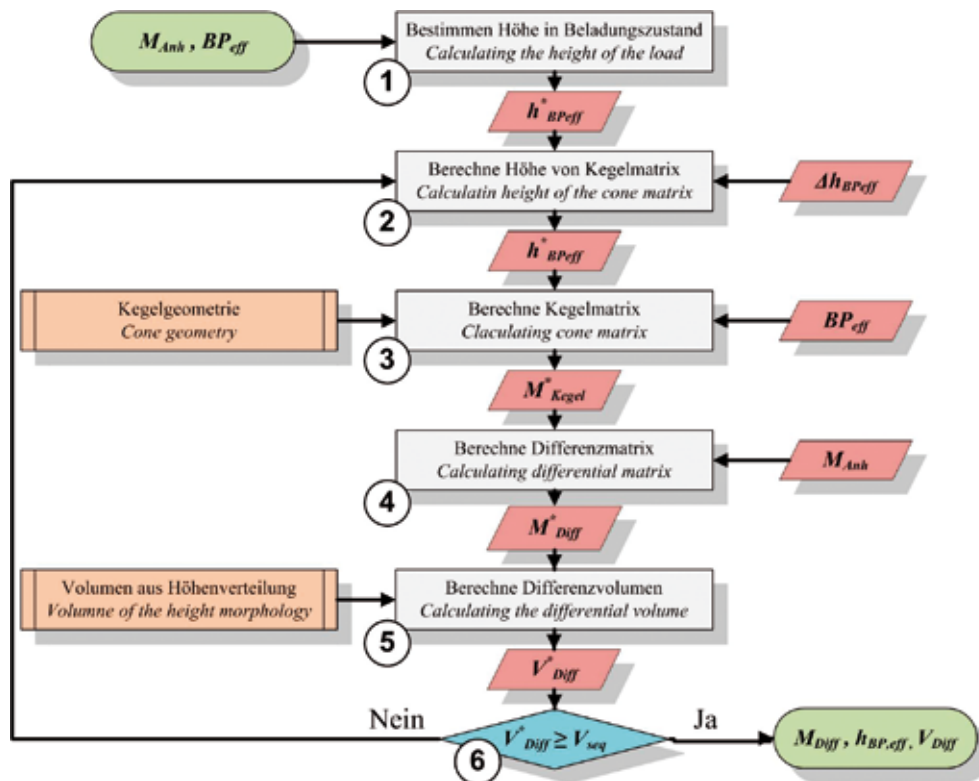 M_Anh , BP_eff
Bestimmen Höhe in Beladungszustand
Calculating the height of the load
1
h*_BPeff
Berechne Höhe von Kegelmatrix
Calculatin height of the cone matrix
2
Δh_BPeff
h*_BPeff
Kegelgeometrie
Cone geometry
Berechne Kegelmatrix
Claculating cone matrix
3
BP_eff
M*_Kegel
Berechne Differenzmatrix
Calculating differential matrix
4
M_Anh
M*_Diff
Volumen aus Höhenverteilung
Volumne of the height morphology
Berechne Differenzvolumen
Calculating the differential volume
5
V*_Diff
Nein
V*_Diff ≥ V_seq
6
Ja
M_Diff , h_BP,eff, V_Diff